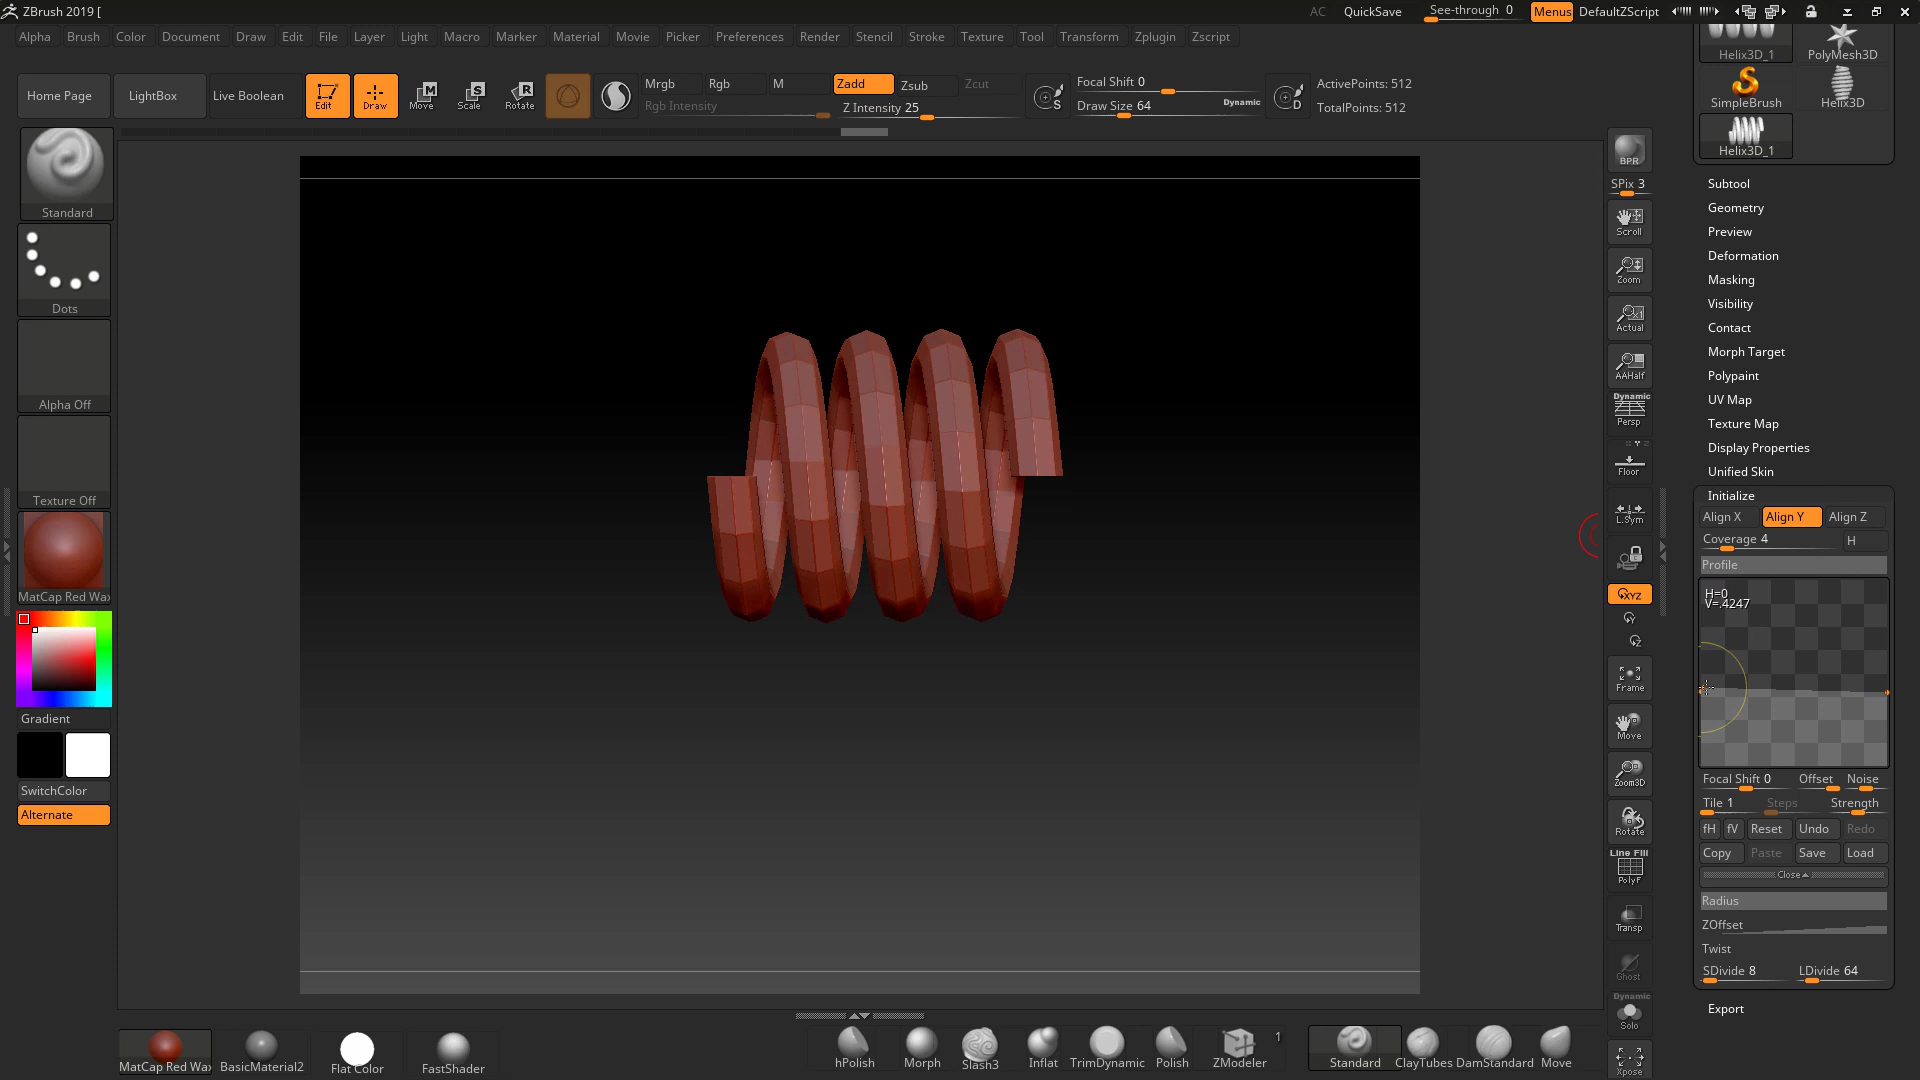 ZBrush 2019 [
AC QuickSave See-through 0 Menus DefaultZScript
Alpha Brush Color Document Draw Edit File Layer Light Macro Marker Material Movie Picker Preferences Render Stencil Stroke Texture Tool Transform Zplugin Zscript
Home Page LightBox Live Boolean Edit Draw Move Scale Rotate
Mrgb Rgb M Zadd Zsub Zcut
Rgb Intensity Z Intensity 25
Focal Shift 0
Draw Size 64 Dynamic
ActivePoints: 512
TotalPoints: 512
Helix3D_1 PolyMesh3D
SimpleBrush Helix3D
Helix3D_1
Standard
Dots
Alpha Off
Texture Off
MatCap Red Wax
Gradient
SwitchColor
Alternate
BPR
SPix 3
Scroll
Zoom
Actual
AAHalf
Dynamic
Persp
Floor
L.Sym
XYZ
Y
Z
Frame
Move
Zoom3D
Rotate
Line Fill
PolyF
Transp
Ghost
Dynamic
Solo
Xpose
Subtool
Geometry
Preview
Deformation
Masking
Visibility
Contact
Morph Target
Polypaint
UV Map
Texture Map
Display Properties
Unified Skin
Initialize
Align X Align Y Align Z
Coverage 4 H
Profile
H=0
V=.4247
Focal Shift 0 Offset Noise
Tile 1 Steps Strength
fH fV Reset Undo Redo
Copy Paste Save Load
Close
Radius
ZOffset
Twist
SDivide 8 LDivide 64
Export
MatCap Red Wax BasicMaterial2 Flat Color FastShader
hPolish Morph Slash3 Inflat TrimDynamic Polish ZModeler 1 Standard ClayTubes DamStandard Move